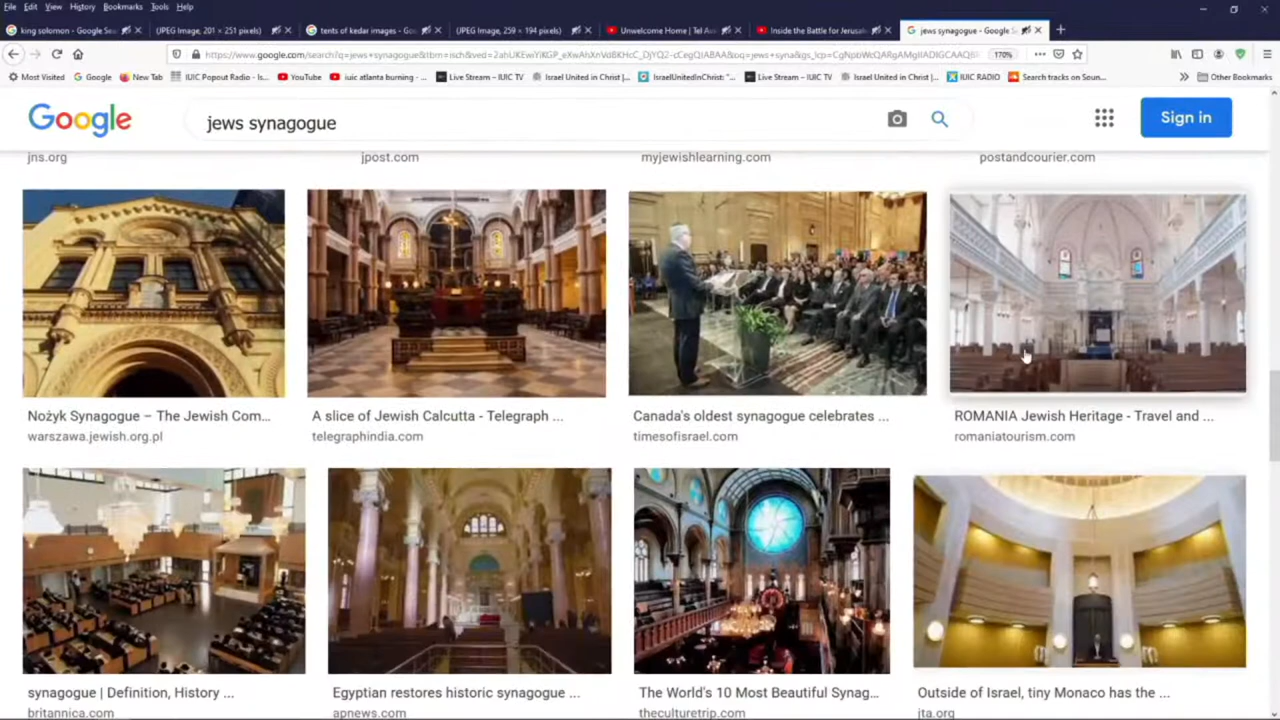 File Edit View History Bookmarks Tools Help
king solomon - Google Sea
(JPEG Image, 201 × 251 pixels)
tents of kedar images - Google
(JPEG Image, 259 × 194 pixels)
Unwelcome Home | Tel Avi
Inside the Battle for Jerusal
jews synagogue - Google S
170%
Most Visited Google New Tab IUIC Popout Radio - Is... YouTube iuic atlanta burning -... Live Stream – IUIC TV Israel United in Christ |... IsraelUnitedinChrist: "... Live Stream – IUIC TV Israel United in Christ |... IUIC RADIO Search tracks on Soun... Other Bookmarks
Google
jews synagogue
Sign in
jns.org
jpost.com
myjewishlearning.com
postandcourier.com
Nożyk Synagogue – The Jewish Com...
warszawa.jewish.org.pl
A slice of Jewish Calcutta - Telegraph ...
telegraphindia.com
Canada's oldest synagogue celebrates ...
timesofisrael.com
ROMANIA Jewish Heritage - Travel and ...
romaniatourism.com
synagogue | Definition, History ...
britannica.com
Egyptian restores historic synagogue ...
apnews.com
The World's 10 Most Beautiful Synag...
theculturetrip.com
Outside of Israel, tiny Monaco has the ...
jta.org